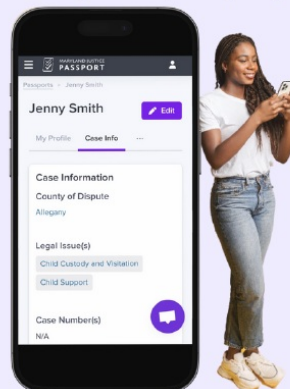 MARYLAND JUSTICE
PASSPORT
Passports > Jenny Smith
Jenny Smith
Edit
My Profile Case Info ...
Case Information
County of Dispute
Allegany
Legal Issue(s)
Child Custody and Visitation
Child Support
Case Number(s)
N/A